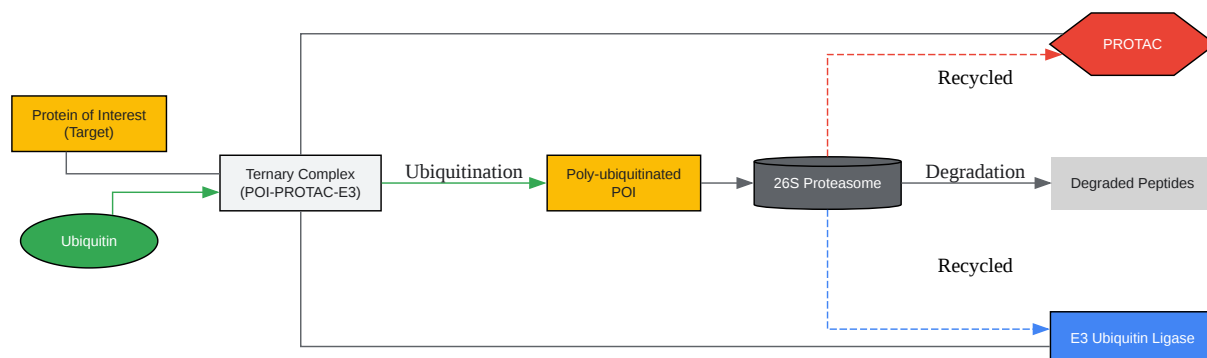 PROTAC
Recycled
Protein of Interest
(Target)
Ternary Complex
(POI-PROTAC-E3)
Ubiquitination
Poly-ubiquitinated
POI
26S Proteasome
Degradation
Degraded Peptides
Ubiquitin
Recycled
E3 Ubiquitin Ligase